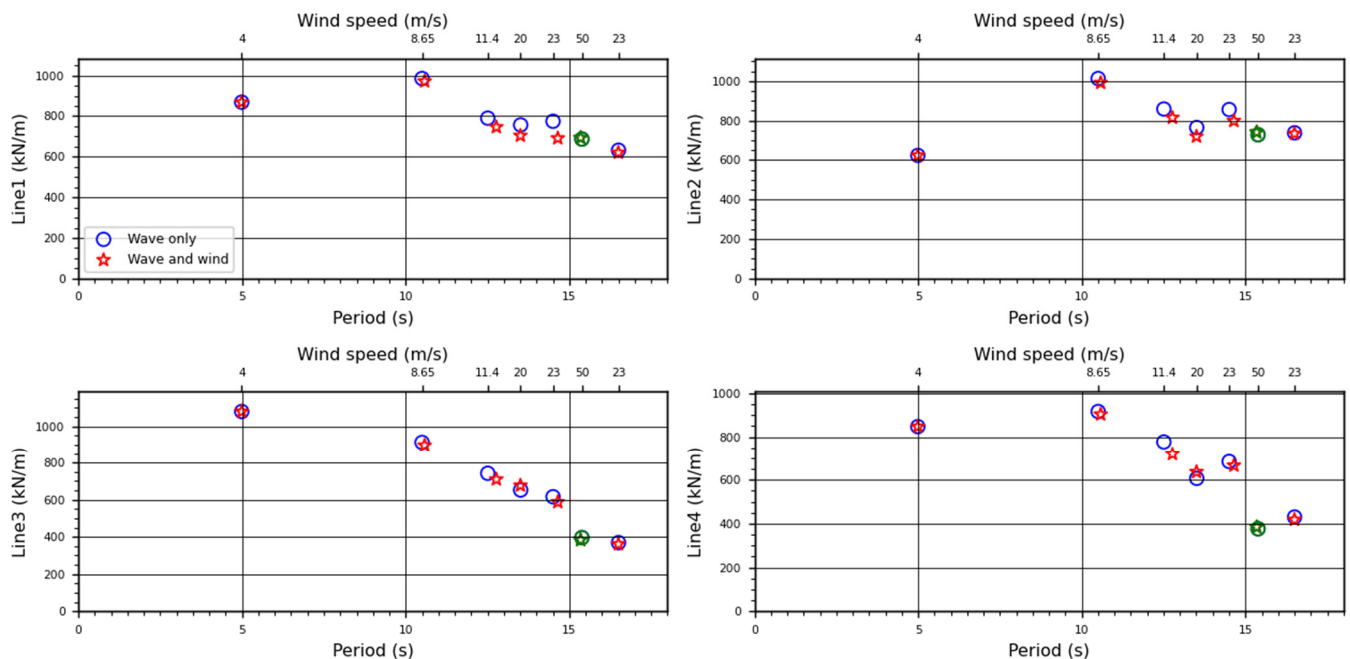 Wind speed (m/s)
4 8.65 11.4 20 23 50 23
1000
800
600
400
200
0
Line1 (kN/m)
Wave only
Wave and wind
0 5 10 15
Period (s)
Wind speed (m/s)
4 8.65 11.4 20 23 50 23
1000
800
600
400
200
0
Line2 (kN/m)
0 5 10 15
Period (s)
Wind speed (m/s)
4 8.65 11.4 20 23 50 23
1000
800
600
400
200
0
Line3 (kN/m)
0 5 10 15
Period (s)
Wind speed (m/s)
4 8.65 11.4 20 23 50 23
1000
800
600
400
200
0
Line4 (kN/m)
0 5 10 15
Period (s)